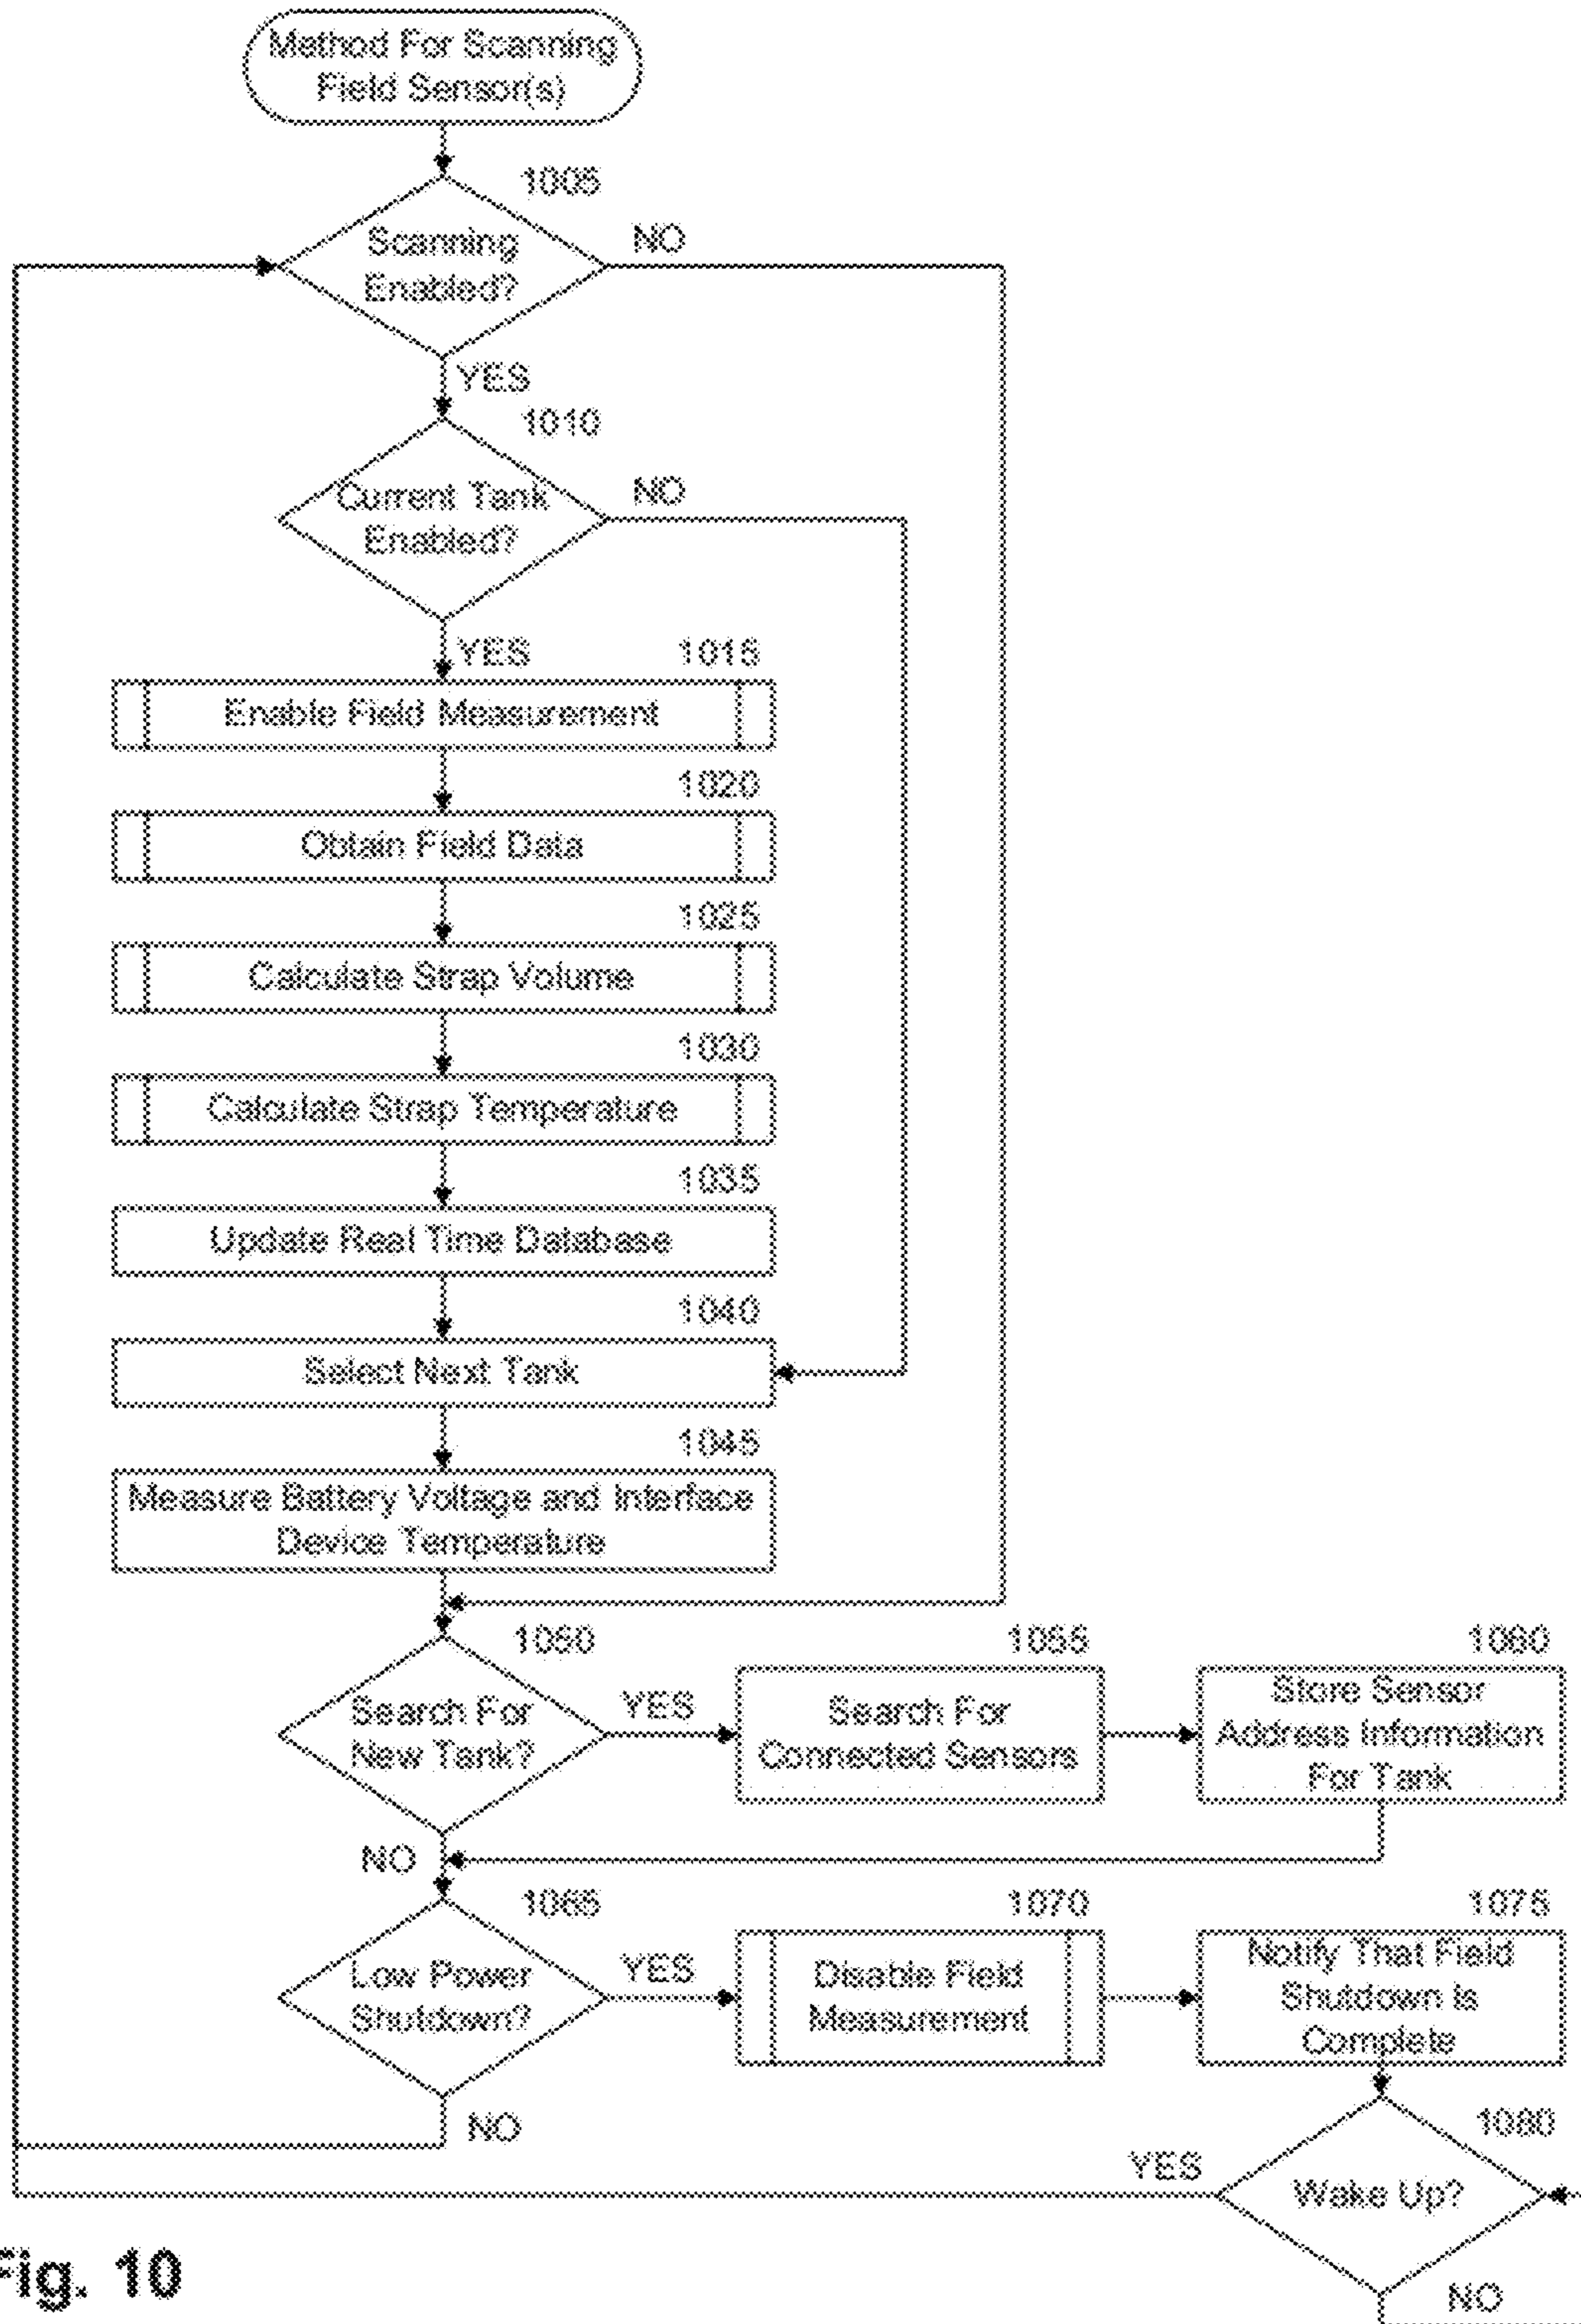 Method For Scanning
Field Sensor(s)
1005
Scanning
Enabled?
NO
YES
1010
Current Tank
Enabled?
NO
YES
1015
Enable Field Measurement
1020
Obtain Field Data
1025
Calculate Strap Volume
1030
Calculate Strap Temperature
1035
Update Real Time Database
1040
Select Next Tank
1045
Measure Battery Voltage and Interface
Device Temperature
1050
Search For
New Tank?
YES
1055
Search For
Connected Sensors
1060
Store Sensor
Address Information
For Tank
NO
1065
Low Power
Shutdown?
YES
1070
Disable Field
Measurement
1075
Notify That Field
Shutdown Is
Complete
NO
1080
Wake Up?
YES
NO
Fig. 10